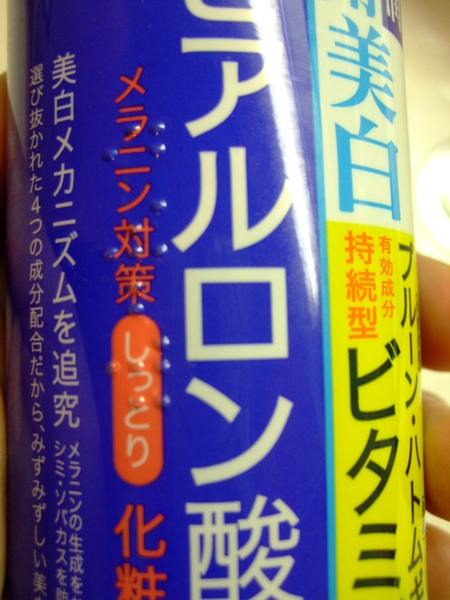 美白
有効成分
持続型
ビタミ
プルーン・ハトムギ
ヒアルロン酸
メラニン対策
しっとり
化粧
美白メカニズムを追究
選び抜かれた4つの成分配合だから、みずみずしい美
メラニンの生成を
シミ・ソバカスを防